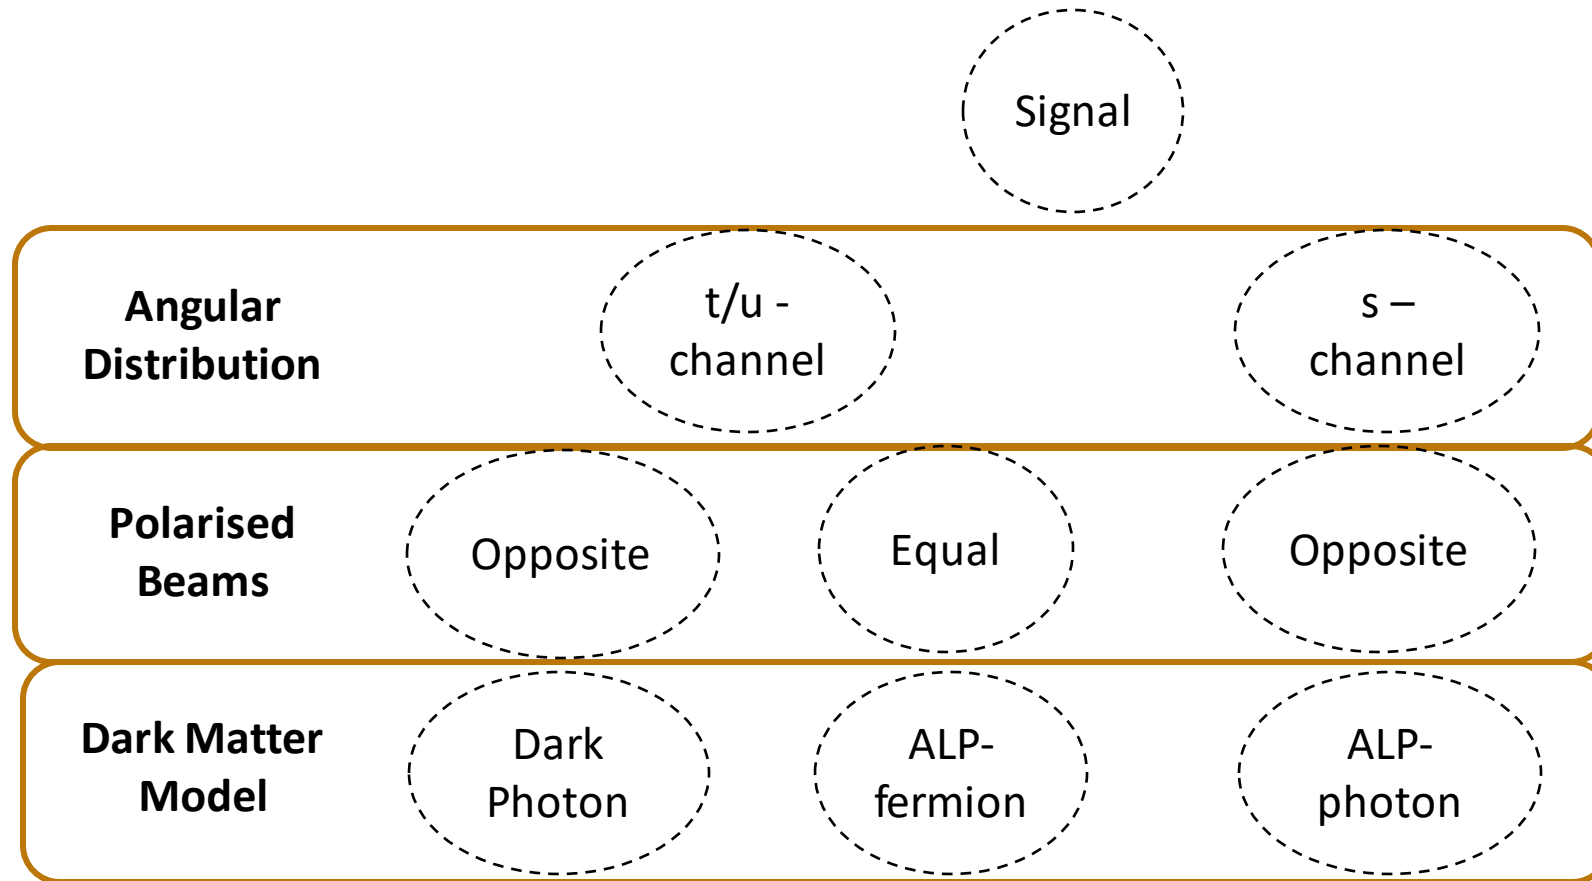 Signal
Angular
Distribution
t/u -
channel
s –
channel
Polarised
Beams
Opposite
Equal
Opposite
Dark Matter
Model
Dark
Photon
ALP-
fermion
ALP-
photon